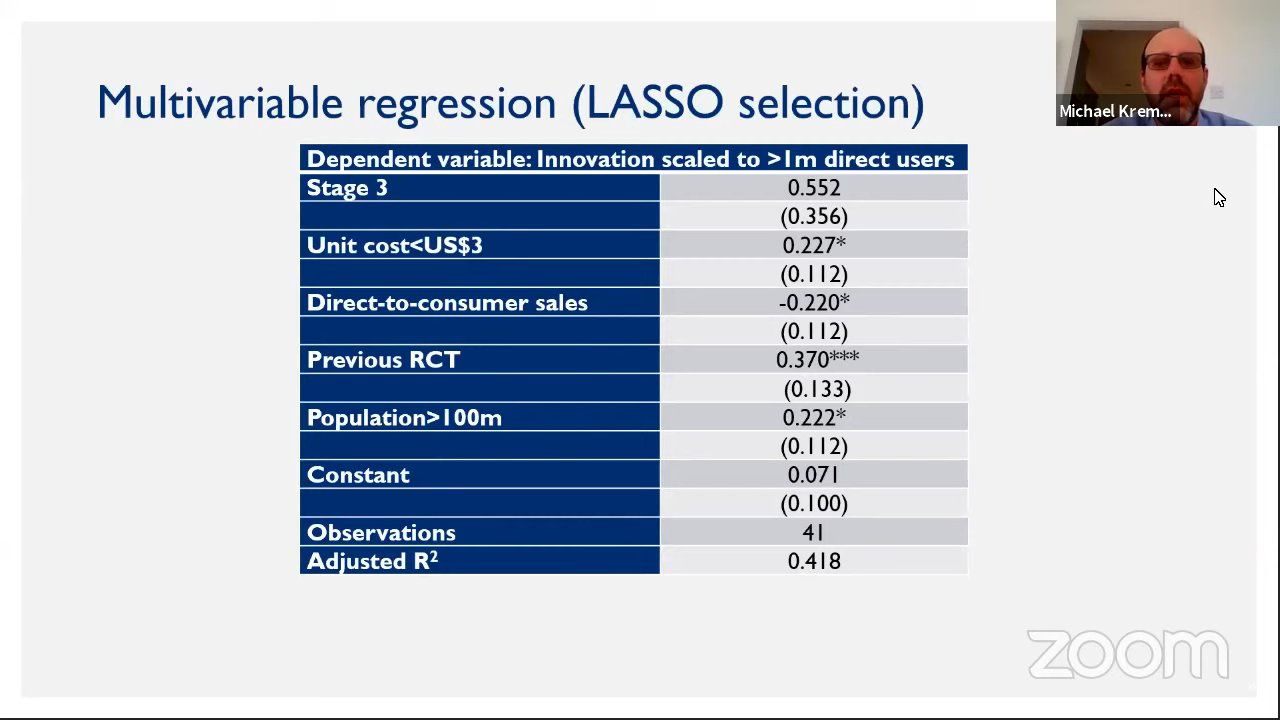 Multivariable regression (LASSO selection)
Michael Krem...
Dependent variable: Innovation scaled to >1m direct users
Stage 3 0.552
(0.356)
Unit cost<US$3 0.227*
(0.112)
Direct-to-consumer sales -0.220*
(0.112)
Previous RCT 0.370***
(0.133)
Population>100m 0.222*
(0.112)
Constant 0.071
(0.100)
Observations 41
Adjusted R² 0.418
zoom